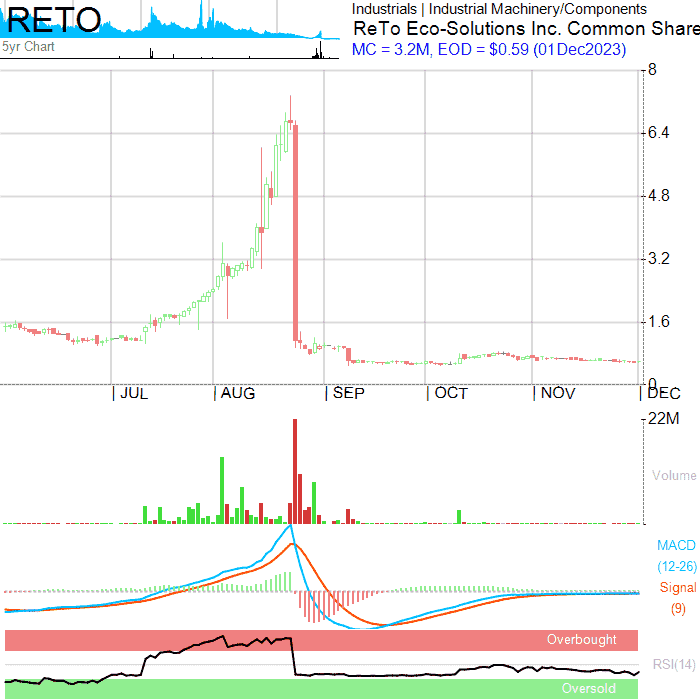 RETO
5yr Chart
Industrials | Industrial Machinery/Components
ReTo Eco-Solutions Inc. Common Share
MC = 3.2M, EOD = $0.59 (01Dec2023)
8
6.4
4.8
3.2
1.6
0
| JUL | AUG | SEP | OCT | NOV | DEC
22M
Volume
MACD
(12-26)
Signal
(9)
Overbought
RSI(14)
Oversold